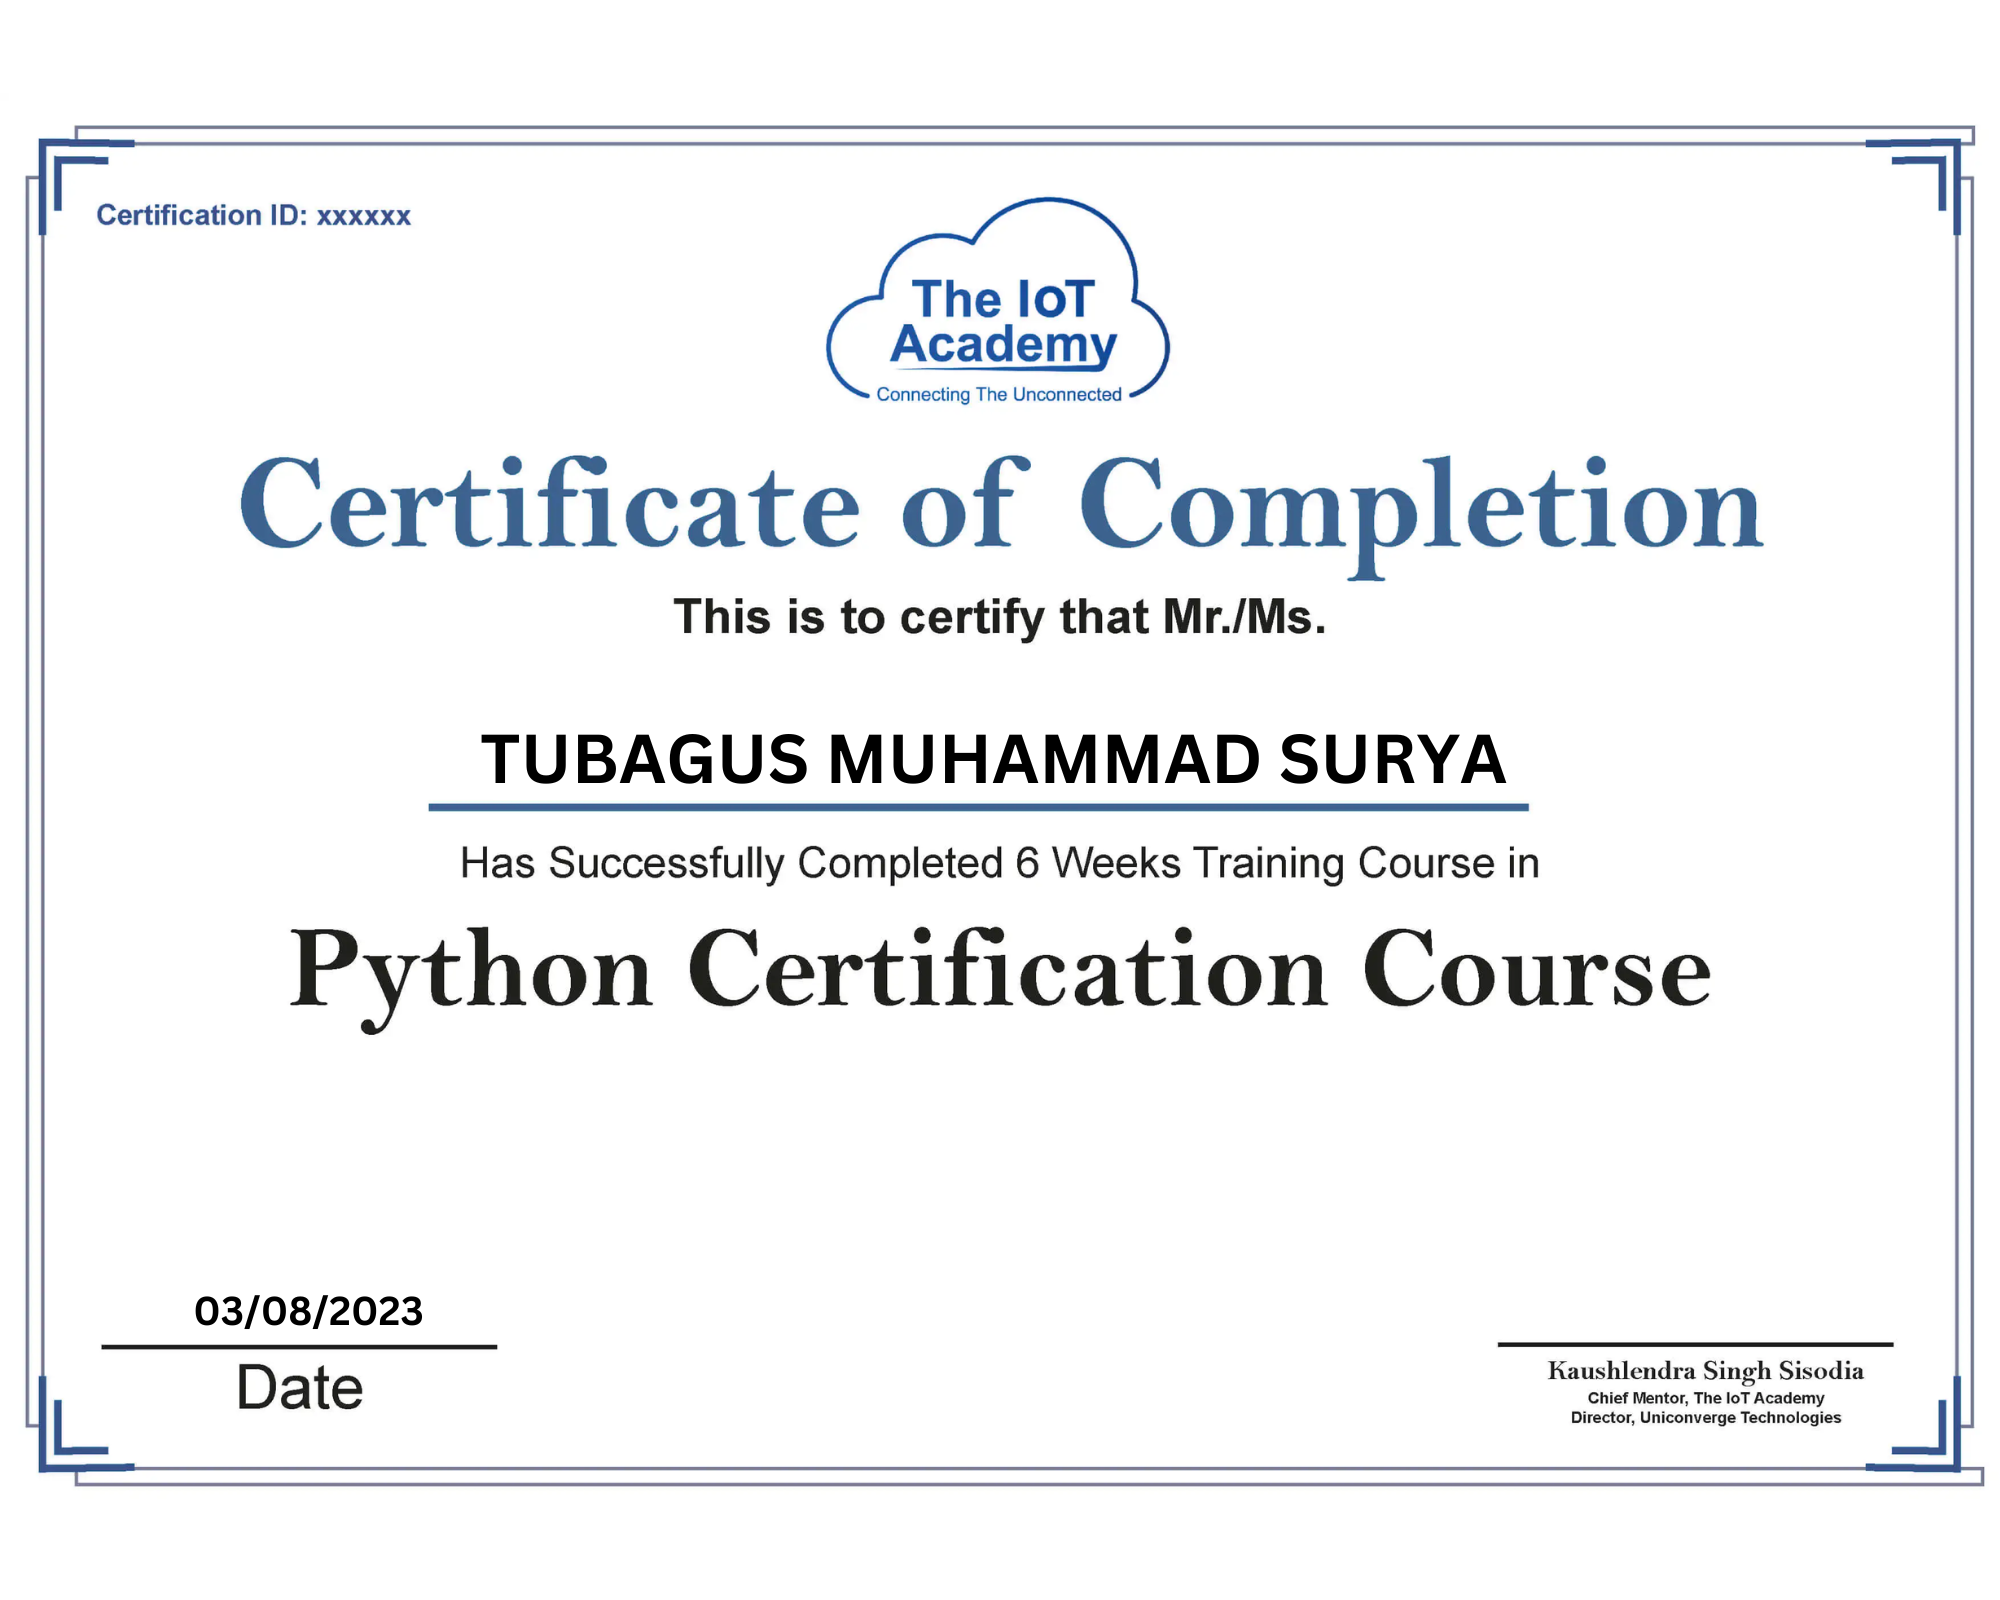 Certification ID: xxxxxx
The IoT
Academy
Connecting The Unconnected
Certificate of Completion
This is to certify that Mr./Ms.
TUBAGUS MUHAMMAD SURYA
Has Successfully Completed 6 Weeks Training Course in
Python Certification Course
03/08/2023
Date
Kaushlendra Singh Sisodia
Chief Mentor, The IoT Academy
Director, Uniconverge Technologies